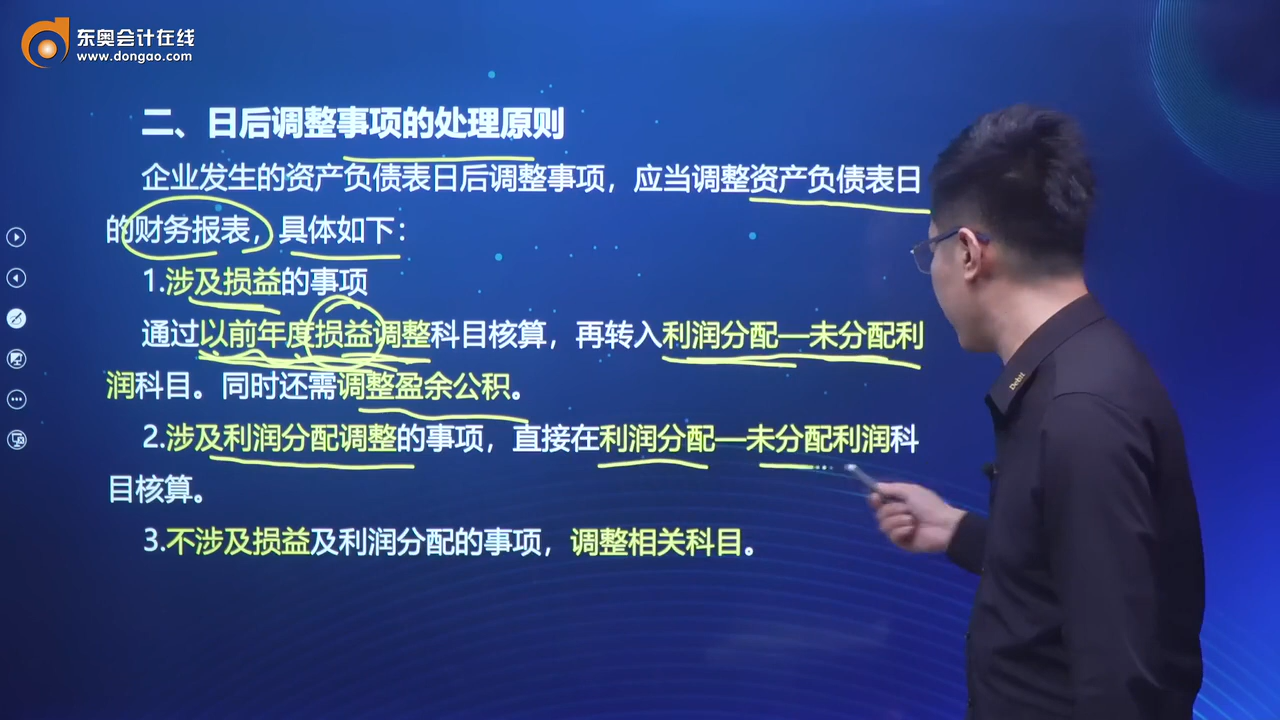 东奥会计在线
www.dongao.com
二、日后调整事项的处理原则
企业发生的资产负债表日后调整事项，应当调整资产负债表日
的财务报表，具体如下：
1.涉及损益的事项
通过以前年度损益调整科目核算，再转入利润分配—未分配利
润科目。同时还需调整盈余公积。
2.涉及利润分配调整的事项，直接在利润分配—未分配利润科
目核算。
3.不涉及损益及利润分配的事项，调整相关科目。
Debit